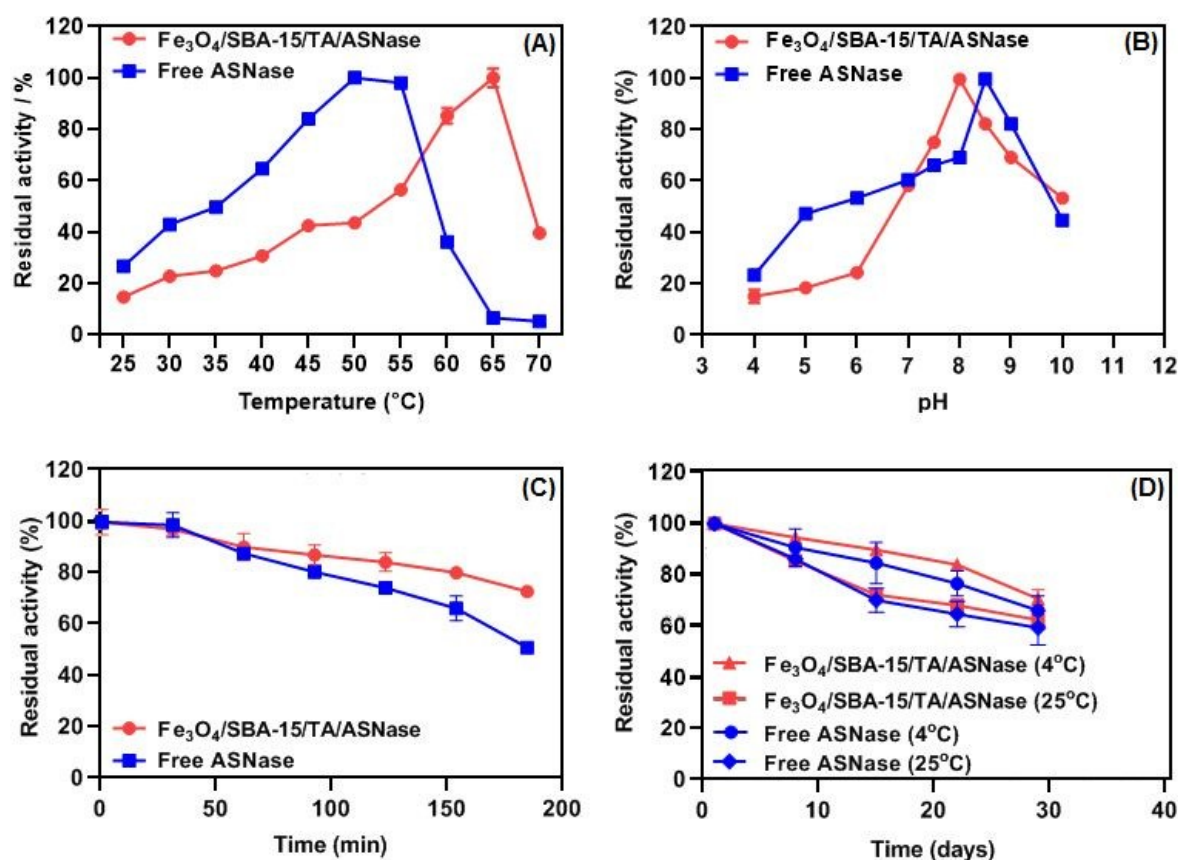 Fe₃O₄/SBA-15/TA/ASNase
Free ASNase
(A)
Residual activity / %
120
100
80
60
40
20
0
25 30 35 40 45 50 55 60 65 70
Temperature (°C)
Fe₃O₄/SBA-15/TA/ASNase
Free ASNase
(B)
Residual activity (%)
120
100
80
60
40
20
0
3 4 5 6 7 8 9 10 11 12
pH
(C)
Residual activity (%)
120
100
80
60
40
20
0
Fe₃O₄/SBA-15/TA/ASNase
Free ASNase
0 50 100 150 200
Time (min)
(D)
Residual activity (%)
120
100
80
60
40
20
0
Fe₃O₄/SBA-15/TA/ASNase (4°C)
Fe₃O₄/SBA-15/TA/ASNase (25°C)
Free ASNase (4°C)
Free ASNase (25°C)
0 10 20 30 40
Time (days)